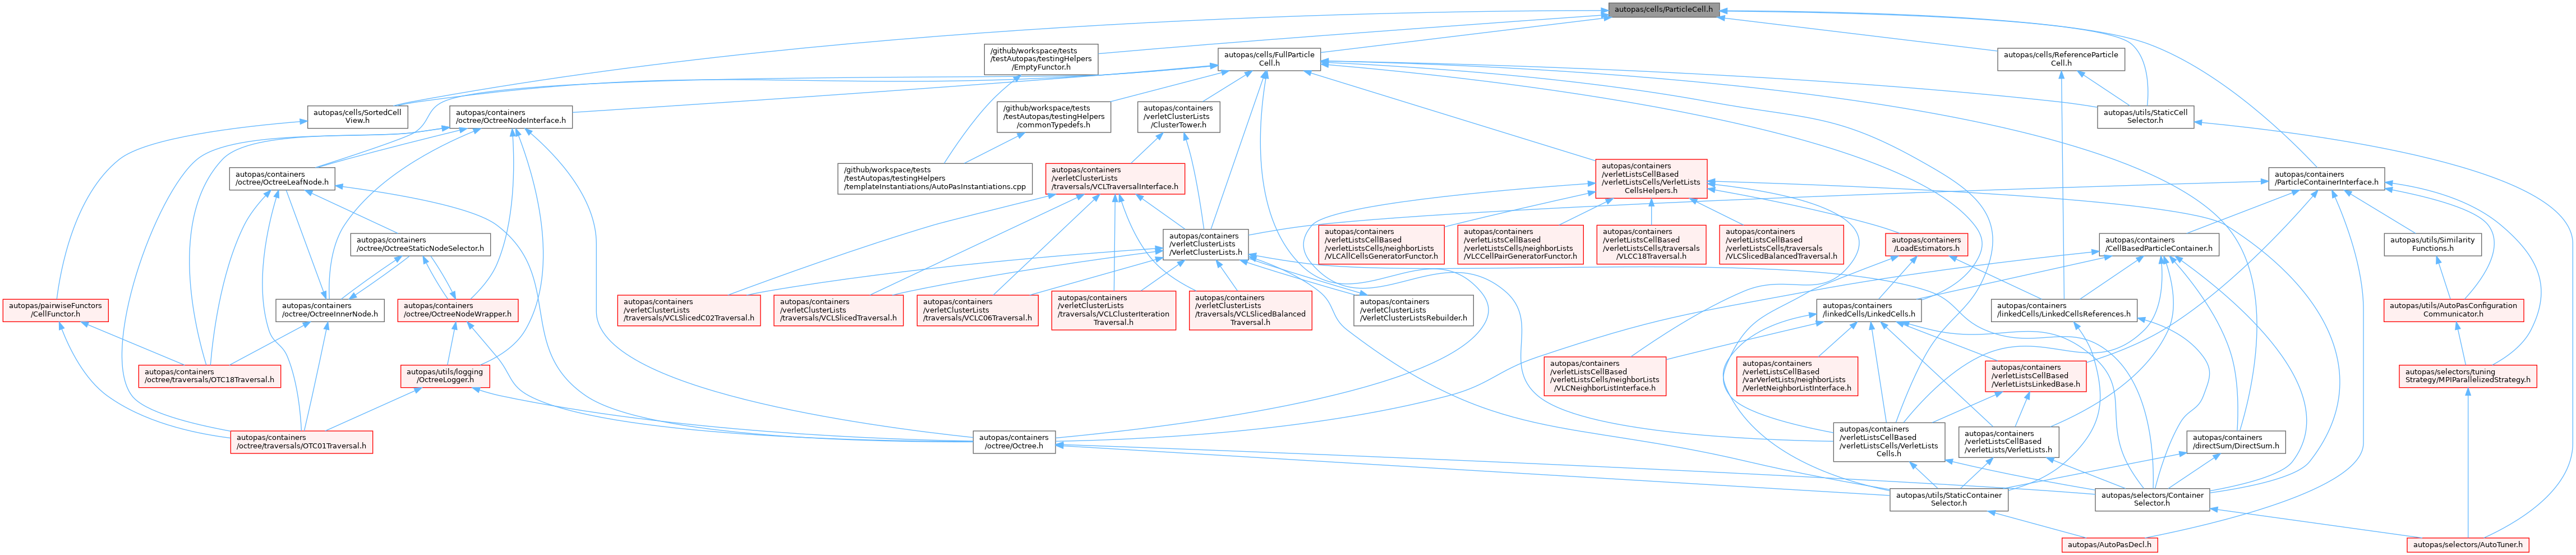 autopas/cells/ParticleCell.h
/github/workspace/tests
/testAutopas/testingHelpers
/EmptyFunctor.h
autopas/cells/FullParticle
Cell.h
autopas/cells/ReferenceParticle
Cell.h
autopas/cells/SortedCell
View.h
autopas/containers
/octree/OctreeNodeInterface.h
/github/workspace/tests
/testAutopas/testingHelpers
/commonTypedefs.h
autopas/containers
/verletClusterLists
/ClusterTower.h
autopas/utils/StaticCell
Selector.h
autopas/containers
/octree/OctreeLeafNode.h
/github/workspace/tests
/testAutopas/testingHelpers
/templateInstantiations/AutoPasInstantiations.cpp
autopas/containers
/verletClusterLists
/traversals/VCLTraversalInterface.h
autopas/containers
/verletListsCellBased
/verletListsCells/VerletLists
CellsHelpers.h
autopas/containers
/ParticleContainerInterface.h
autopas/containers
/octree/OctreeStaticNodeSelector.h
autopas/containers
/verletClusterLists
/VerletClusterLists.h
autopas/containers
/verletListsCellBased
/verletListsCells/neighborLists
/VLCAllCellsGeneratorFunctor.h
autopas/containers
/verletListsCellBased
/verletListsCells/neighborLists
/VLCCellPairGeneratorFunctor.h
autopas/containers
/verletListsCellBased
/verletListsCells/traversals
/VLCC18Traversal.h
autopas/containers
/verletListsCellBased
/verletListsCells/traversals
/VLCSlicedBalancedTraversal.h
autopas/containers
/LoadEstimators.h
autopas/containers
/CellBasedParticleContainer.h
autopas/utils/Similarity
Functions.h
autopas/pairwiseFunctors
/CellFunctor.h
autopas/containers
/octree/OctreeInnerNode.h
autopas/containers
/octree/OctreeNodeWrapper.h
autopas/containers
/verletClusterLists
/traversals/VCLSlicedC02Traversal.h
autopas/containers
/verletClusterLists
/traversals/VCLSlicedTraversal.h
autopas/containers
/verletClusterLists
/traversals/VCLC06Traversal.h
autopas/containers
/verletClusterLists
/traversals/VCLClusterIteration
Traversal.h
autopas/containers
/verletClusterLists
/traversals/VCLSlicedBalanced
Traversal.h
autopas/containers
/verletClusterLists
/VerletClusterListsRebuilder.h
autopas/containers
/linkedCells/LinkedCells.h
autopas/containers
/linkedCells/LinkedCellsReferences.h
autopas/utils/AutoPasConfiguration
Communicator.h
autopas/containers
/octree/traversals/OTC18Traversal.h
autopas/utils/logging
/OctreeLogger.h
autopas/containers
/verletListsCellBased
/verletListsCells/neighborLists
/VLCNeighborListInterface.h
autopas/containers
/verletListsCellBased
/varVerletLists/neighborLists
/VerletNeighborListInterface.h
autopas/containers
/verletListsCellBased
/VerletListsLinkedBase.h
autopas/selectors/tuning
Strategy/MPIParallelizedStrategy.h
autopas/containers
/octree/traversals/OTC01Traversal.h
autopas/containers
/octree/Octree.h
autopas/containers
/verletListsCellBased
/verletListsCells/VerletLists
Cells.h
autopas/containers
/verletListsCellBased
/verletLists/VerletLists.h
autopas/containers
/directSum/DirectSum.h
autopas/utils/StaticContainer
Selector.h
autopas/selectors/Container
Selector.h
autopas/AutoPasDecl.h
autopas/selectors/AutoTuner.h